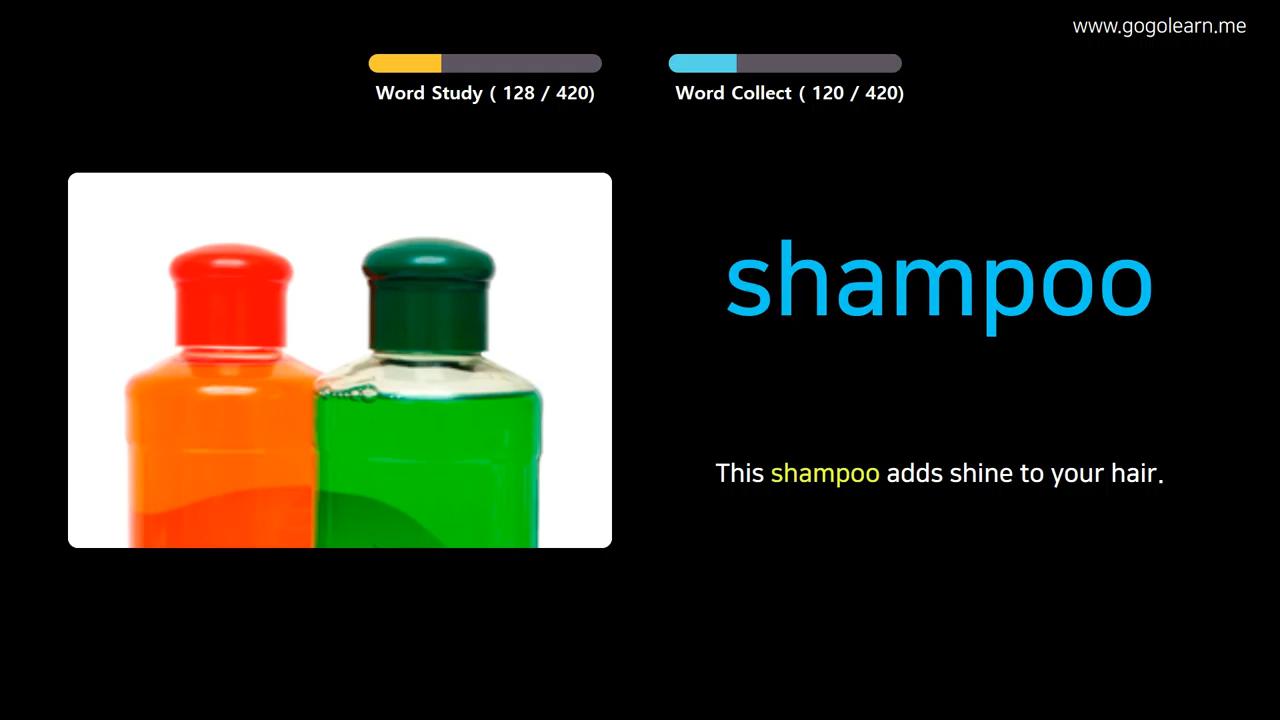 www.gogolearn.me
Word Study ( 128 / 420)
Word Collect ( 120 / 420)
shampoo
This shampoo adds shine to your hair.